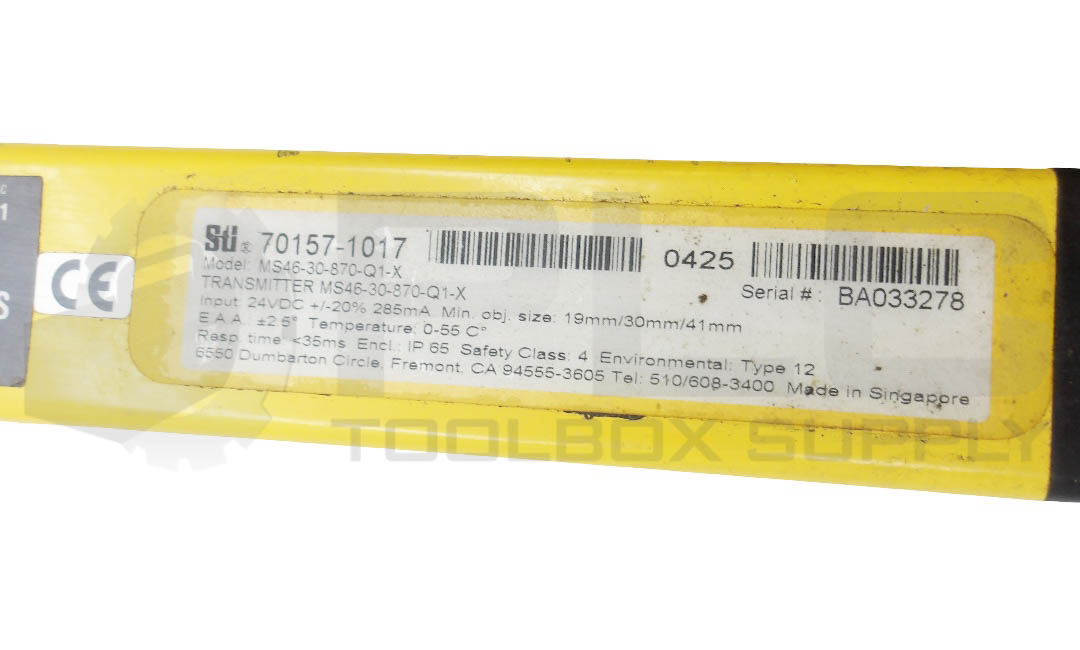 C
1
S
CE
Sti ® 70157-1017 0425
Model: MS46-30-870-Q1-X Serial #: BA033278
TRANSMITTER MS46-30-870-Q1-X
Input: 24VDC +/-20% 285mA Min. obj. size: 19mm/30mm/41mm
E.A.A. ±2.5° Temperature: 0-55 C°
Resp. time: <35ms Encl.: IP 65 Safety Class: 4 Environmental: Type 12
6550 Dumbarton Circle, Fremont, CA 94555-3605 Tel: 510/608-3400 Made in Singapore
PLC
TOOLBOX SUPPLY